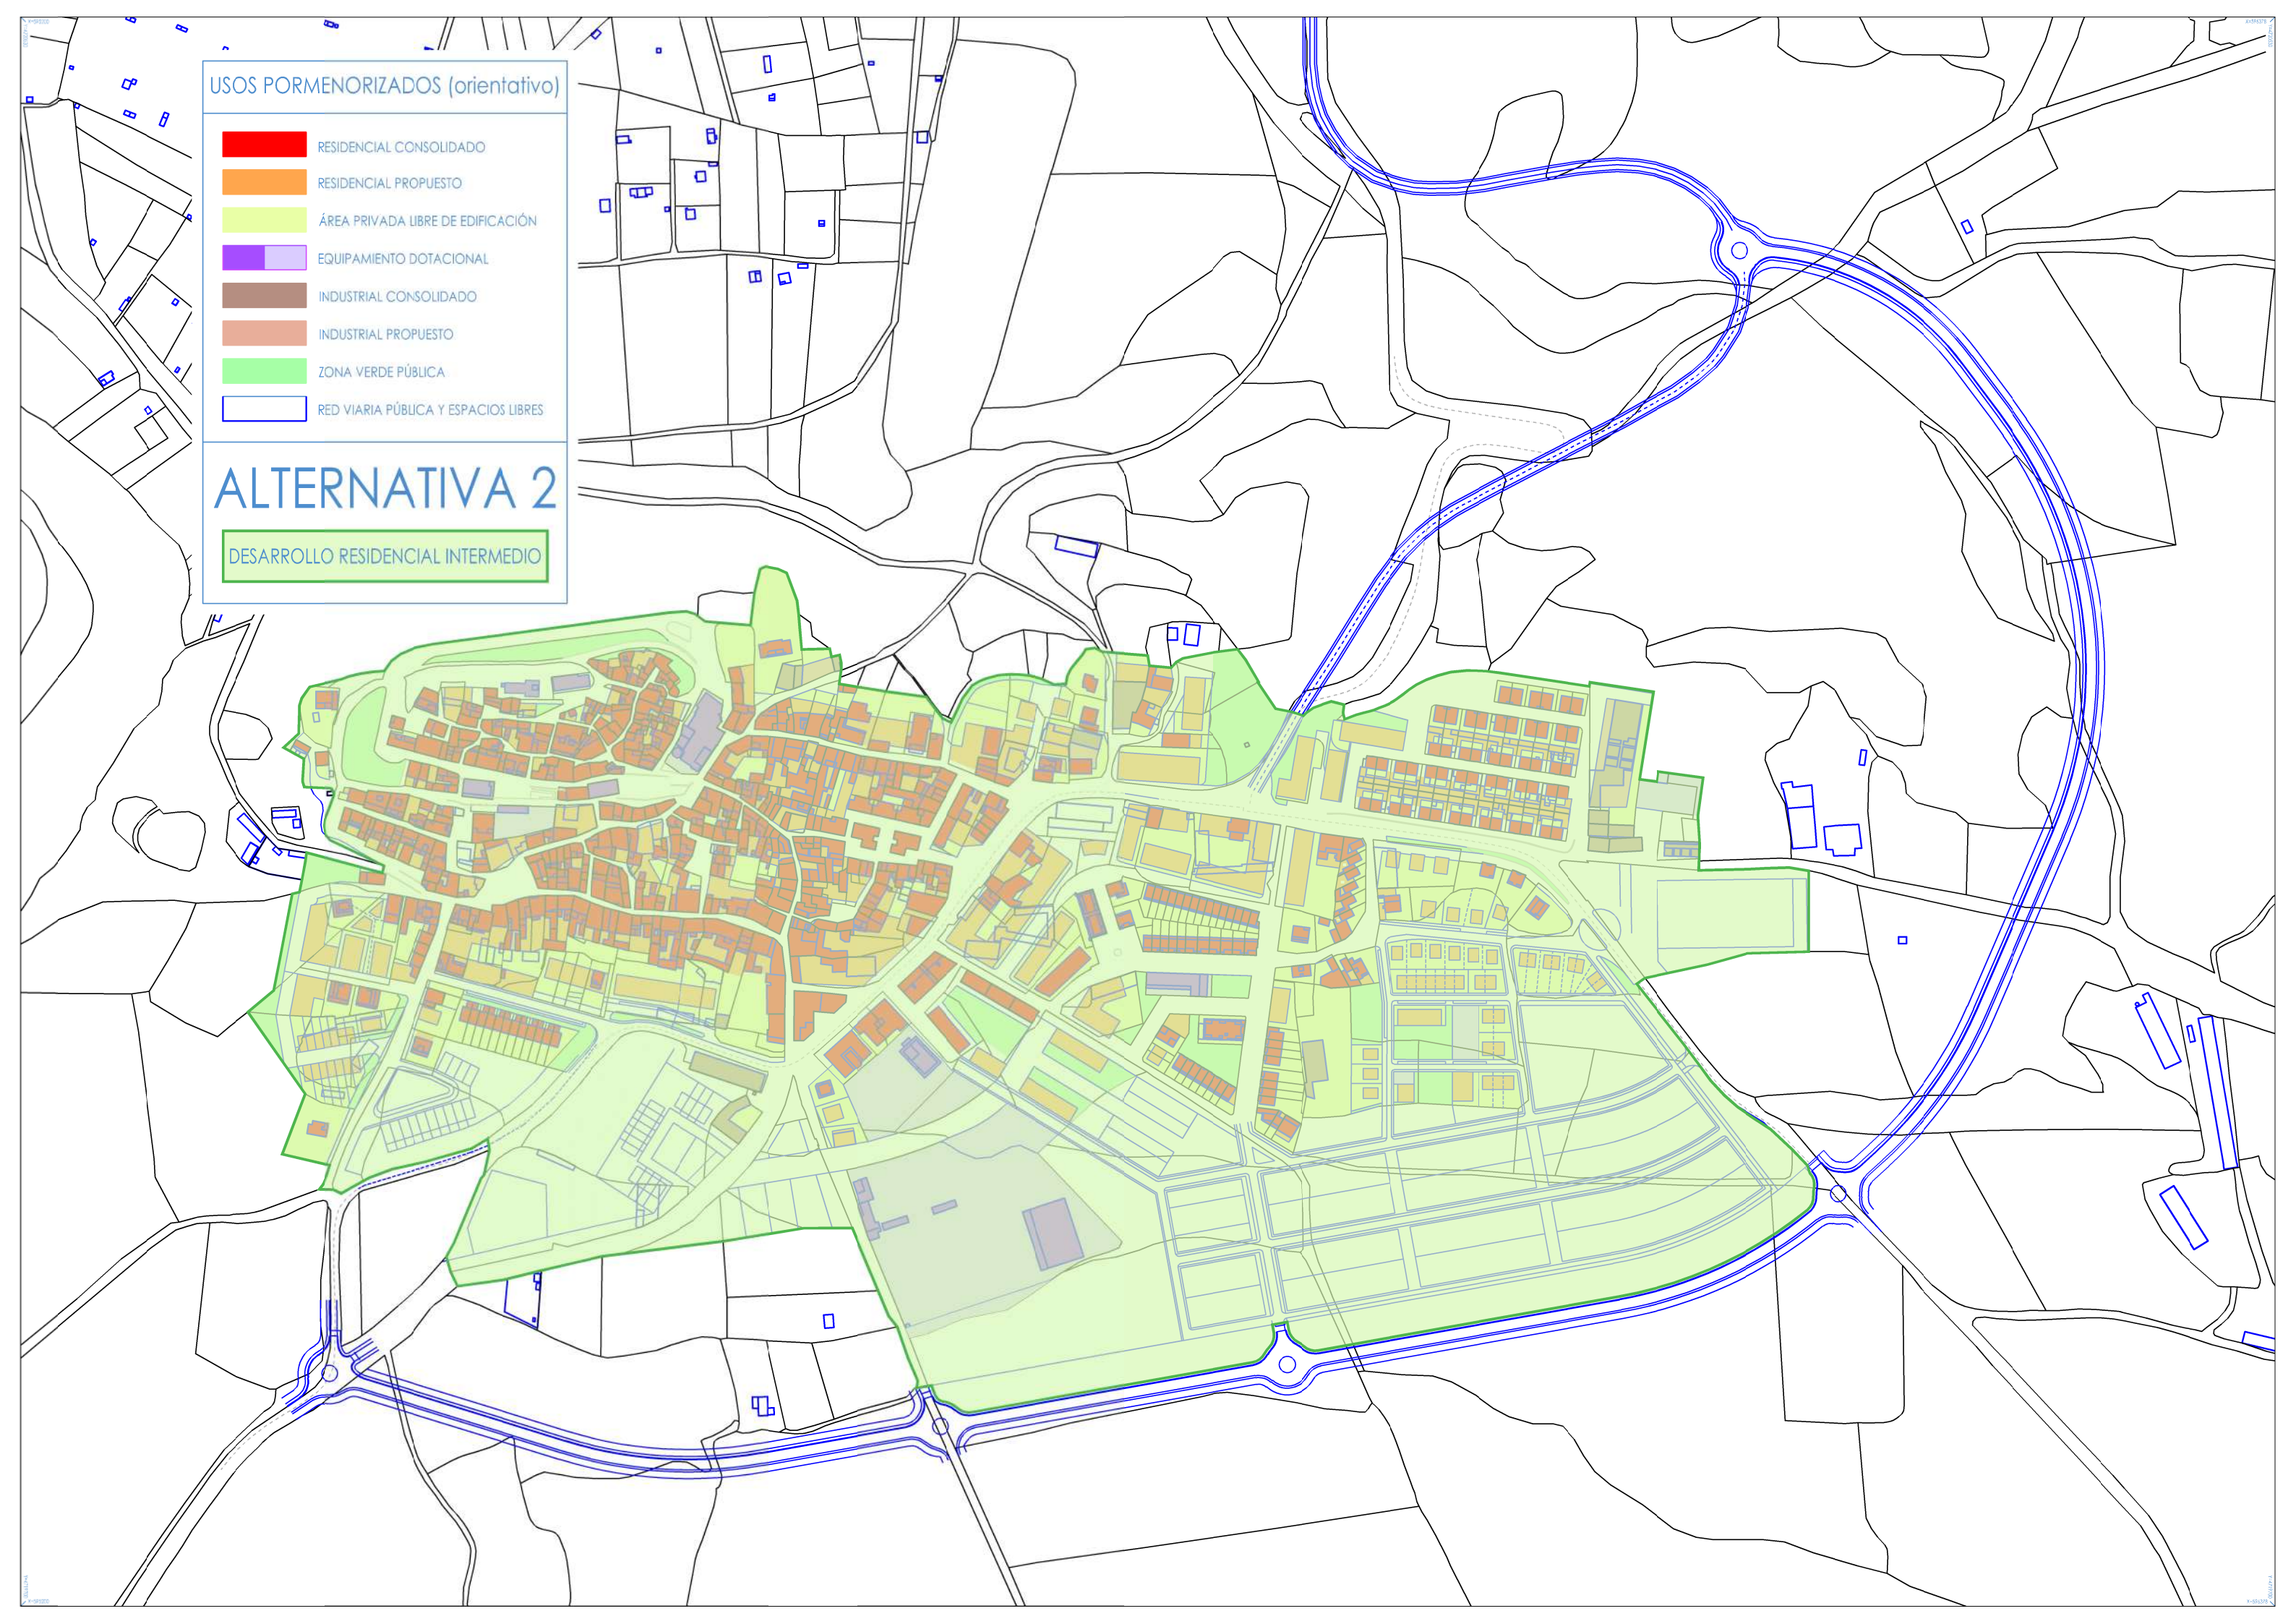 USOS PORMENORIZADOS (orientativo)
RESIDENCIAL CONSOLIDADO
RESIDENCIAL PROPUESTO
ÁREA PRIVADA LIBRE DE EDIFICACIÓN
EQUIPAMIENTO DOTACIONAL
INDUSTRIAL CONSOLIDADO
INDUSTRIAL PROPUESTO
ZONA VERDE PÚBLICA
RED VIARIA PÚBLICA Y ESPACIOS LIBRES
ALTERNATIVA 2
DESARROLLO RESIDENCIAL INTERMEDIO